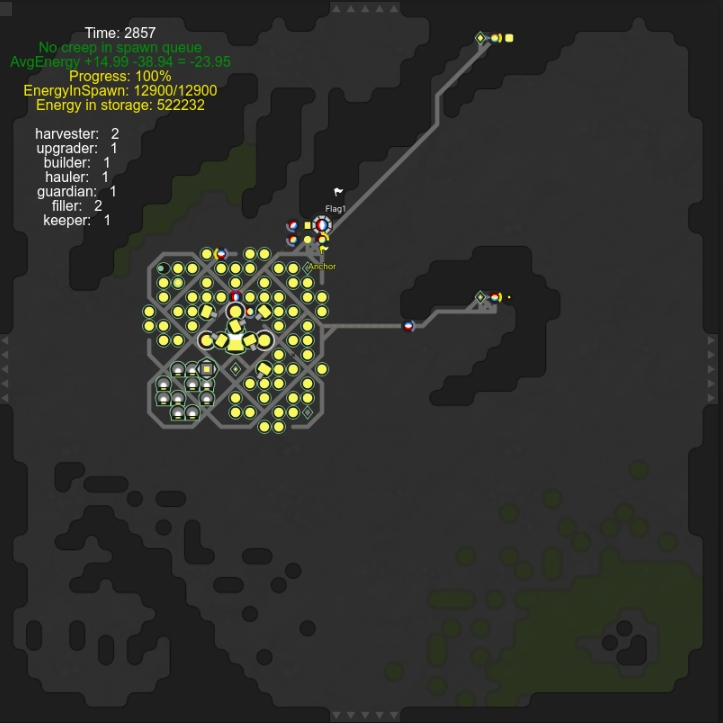 Time: 2857
No creep in spawn queue
AvgEnergy +14.99 -38.94 = -23.95
Progress: 100%
EnergyInSpawn: 12900/12900
Energy in storage: 522232
harvester: 2
upgrader: 1
builder: 1
hauler: 1
guardian: 1
filler: 2
keeper: 1
Flag1
Anchor